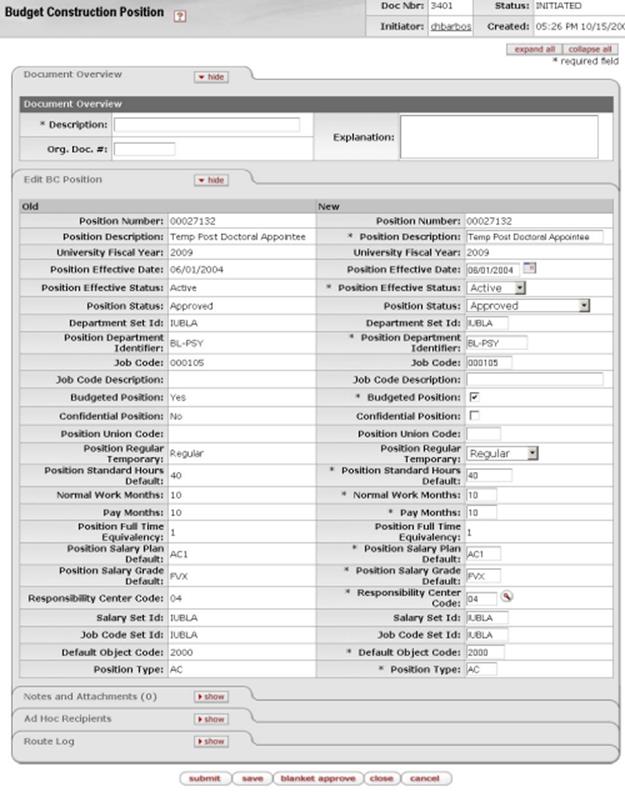 Budget Construction Position ?
Doc Nbr: 3401 Status: INITIATED
Initiator: chbarbos Created: 05:26 PM 10/15/200
expand all collapse all
* required field
Document Overview hide
Document Overview
* Description: Explanation:
Org. Doc. #:
Edit BC Position hide
Old New
Position Number: 00027132 Position Number: 00027132
Position Description: Temp Post Doctoral Appointee * Position Description: Temp Post Doctoral Appointee
University Fiscal Year: 2009 University Fiscal Year: 2009
Position Effective Date: 06/01/2004 Position Effective Date: 06/01/2004
Position Effective Status: Active * Position Effective Status: Active
Position Status: Approved Position Status: Approved
Department Set Id: IUBLA Department Set Id: IUBLA
Position Department Identifier: BL-PSY * Position Department Identifier: BL-PSY
Job Code: 000105 Job Code: 000105
Job Code Description: Job Code Description:
Budgeted Position: Yes * Budgeted Position:
Confidential Position: No Confidential Position:
Position Union Code: Position Union Code:
Position Regular Temporary: Regular Position Regular Temporary: Regular
Position Standard Hours Default: 40 * Position Standard Hours Default: 40
Normal Work Months: 10 * Normal Work Months: 10
Pay Months: 10 * Pay Months: 10
Position Full Time Equivalency: 1 Position Full Time Equivalency: 1
Position Salary Plan Default: AC1 * Position Salary Plan Default: AC1
Position Salary Grade Default: FVX * Position Salary Grade Default: FVX
Responsibility Center Code: 04 * Responsibility Center Code: 04
Salary Set Id: IUBLA Salary Set Id: IUBLA
Job Code Set Id: IUBLA Job Code Set Id: IUBLA
Default Object Code: 2000 * Default Object Code: 2000
Position Type: AC * Position Type: AC
Notes and Attachments (0) show
Ad Hoc Recipients show
Route Log show
submit save blanket approve close cancel